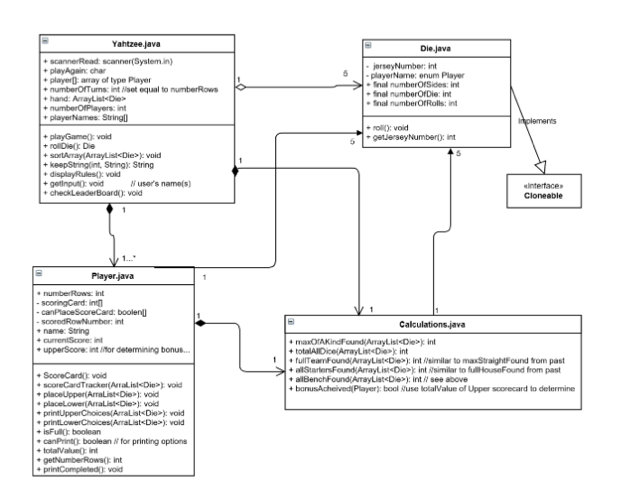 Yahtzee.java
+ scannerRead: scanner(System.in)
+ playAgain: char
+ player[]: array of type Player
+ numberOfTurns: int //set equal to numberRows
+ hand: ArrayList<Die>
+ numberOfPlayers: int
+ playerNames: String[]
+ playGame(): void
+ rollDie(): Die
+ sortArray(ArrayList<Die>): void
+ keepString(int, String): String
+ displayRules(): void
+ getInput(): void // user's name(s)
+ checkLeaderBoard(): void
Die.java
- jerseyNumber: int
- playerName: enum Player
+ final numberOfSides: int
+ final numberOfDie: int
+ final numberOfRolls: int
+ roll(): void
+ getJerseyNumber(): int
Implements
«interface»
Cloneable
1
5
5
1
5
1
1...*
1
Player.java
+ numberRows: int
- scoringCard: int[]
- canPlaceScoreCard: boolen[]
- scoredRowNumber: int
+ name: String
+ currentScore: int
+ upperScore: int //for determining bonus...
+ ScoreCard(): void
+ scoreCardTracker(ArraList<Die>): void
+ placeUpper(ArraList<Die>): void
+ placeLower(ArraList<Die>): void
+ printUpperChoices(ArraList<Die>): void
+ printLowerChoices(ArraList<Die>): void
+ isFull(): boolean
+ canPrint(): boolean // for printing options
+ totalValue(): int
+ getNumberRows(): int
+ printCompleted(): void
1
1
1
1
Calculations.java
+ maxOfAKindFound(ArrayList<Die>): int
+ totalAllDice(ArrayList<Die>): int
+ fullTeamFound(ArrayList<Die>): int //similar to maxStraightFound from past
+ allStartersFound(ArrayList<Die>): int //similar to fullHouseFound from past
+ allBenchFound(ArrayList<Die>): int // see above
+ bonusAcheived(Player): bool //use totalValue of Upper scorecard to determine